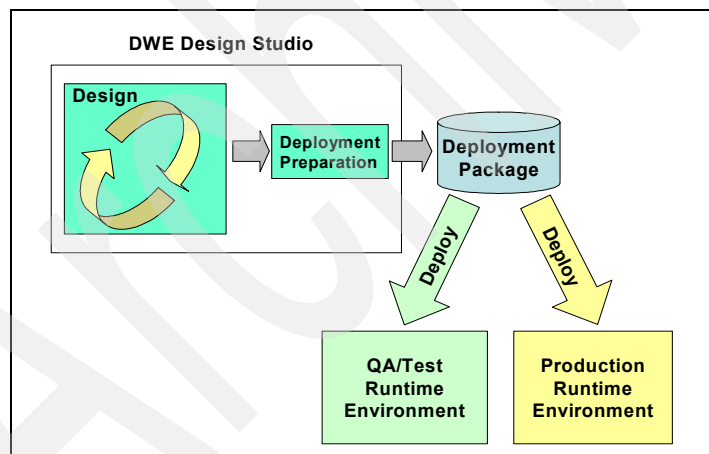 DWE Design Studio
Design
Deployment
Preparation
Deployment
Package
Deploy
Deploy
QA/Test
Runtime
Environment
Production
Runtime
Environment